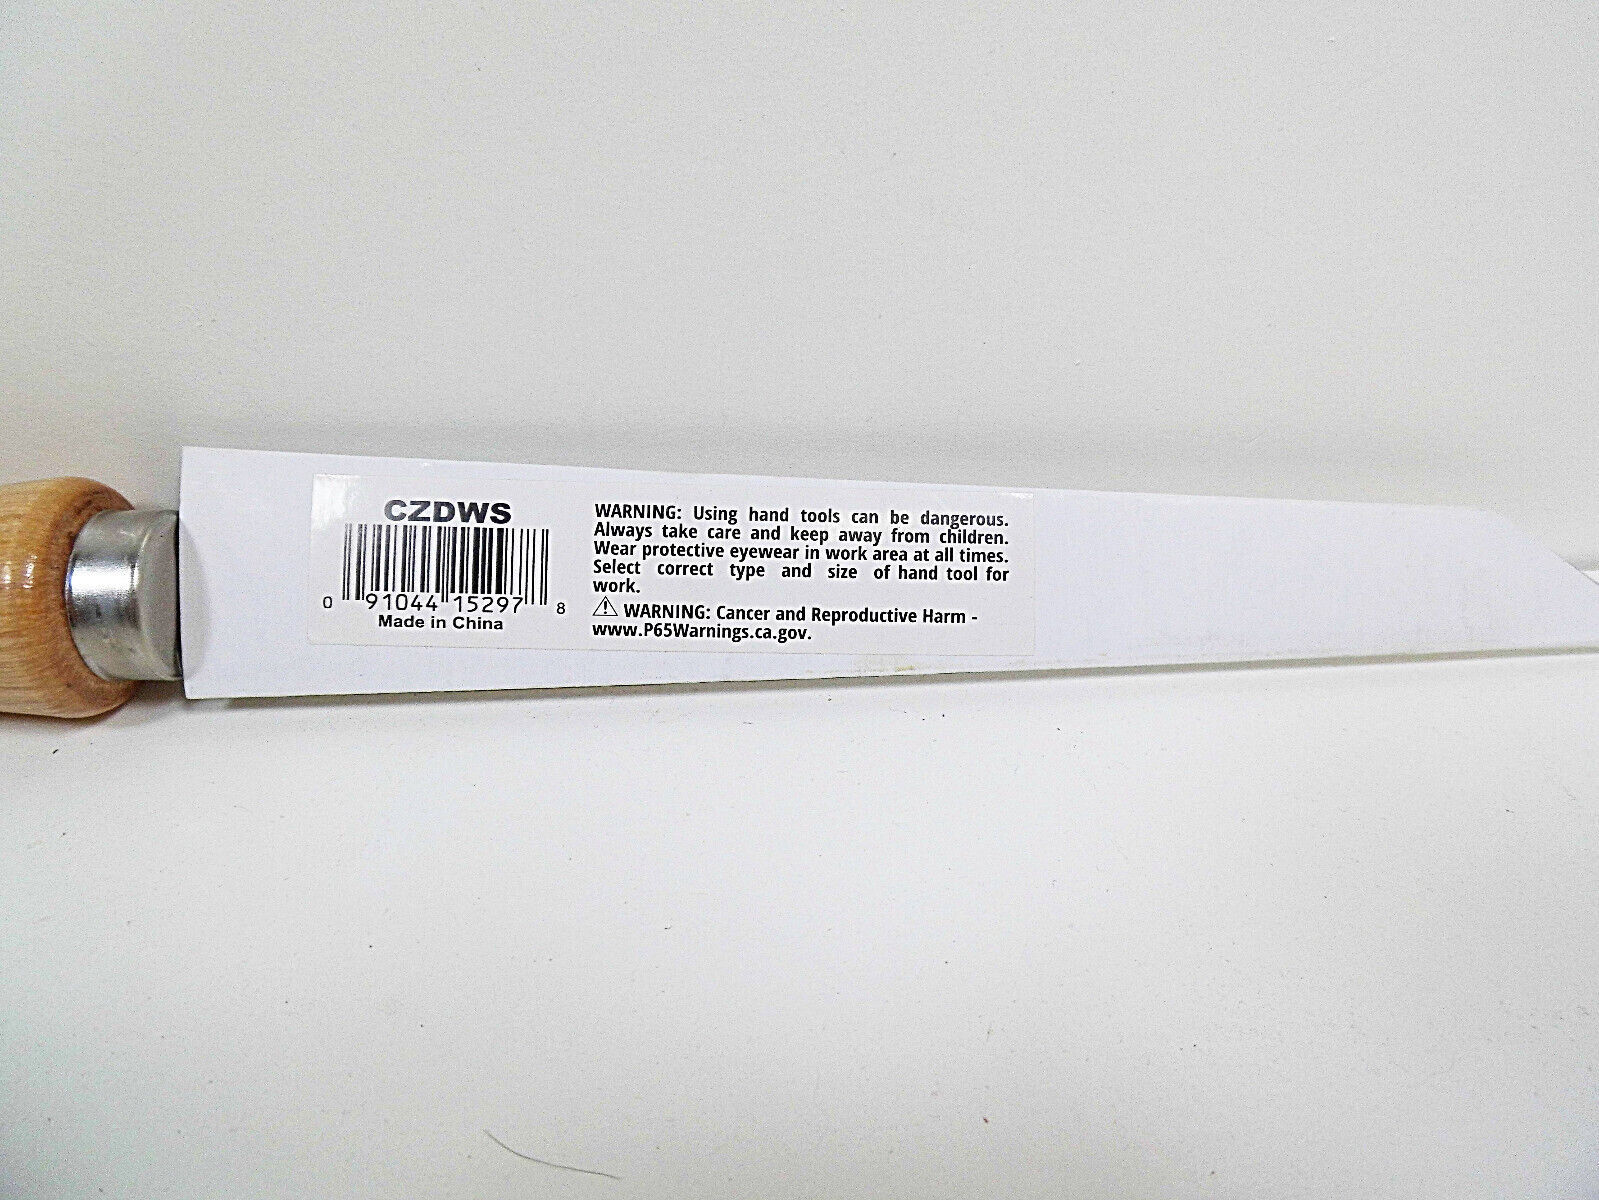 CZDWS
0 91044 15297 8
Made in China
WARNING: Using hand tools can be dangerous.
Always take care and keep away from children.
Wear protective eyewear in work area at all times.
Select correct type and size of hand tool for
work.
⚠ WARNING: Cancer and Reproductive Harm -
www.P65Warnings.ca.gov.